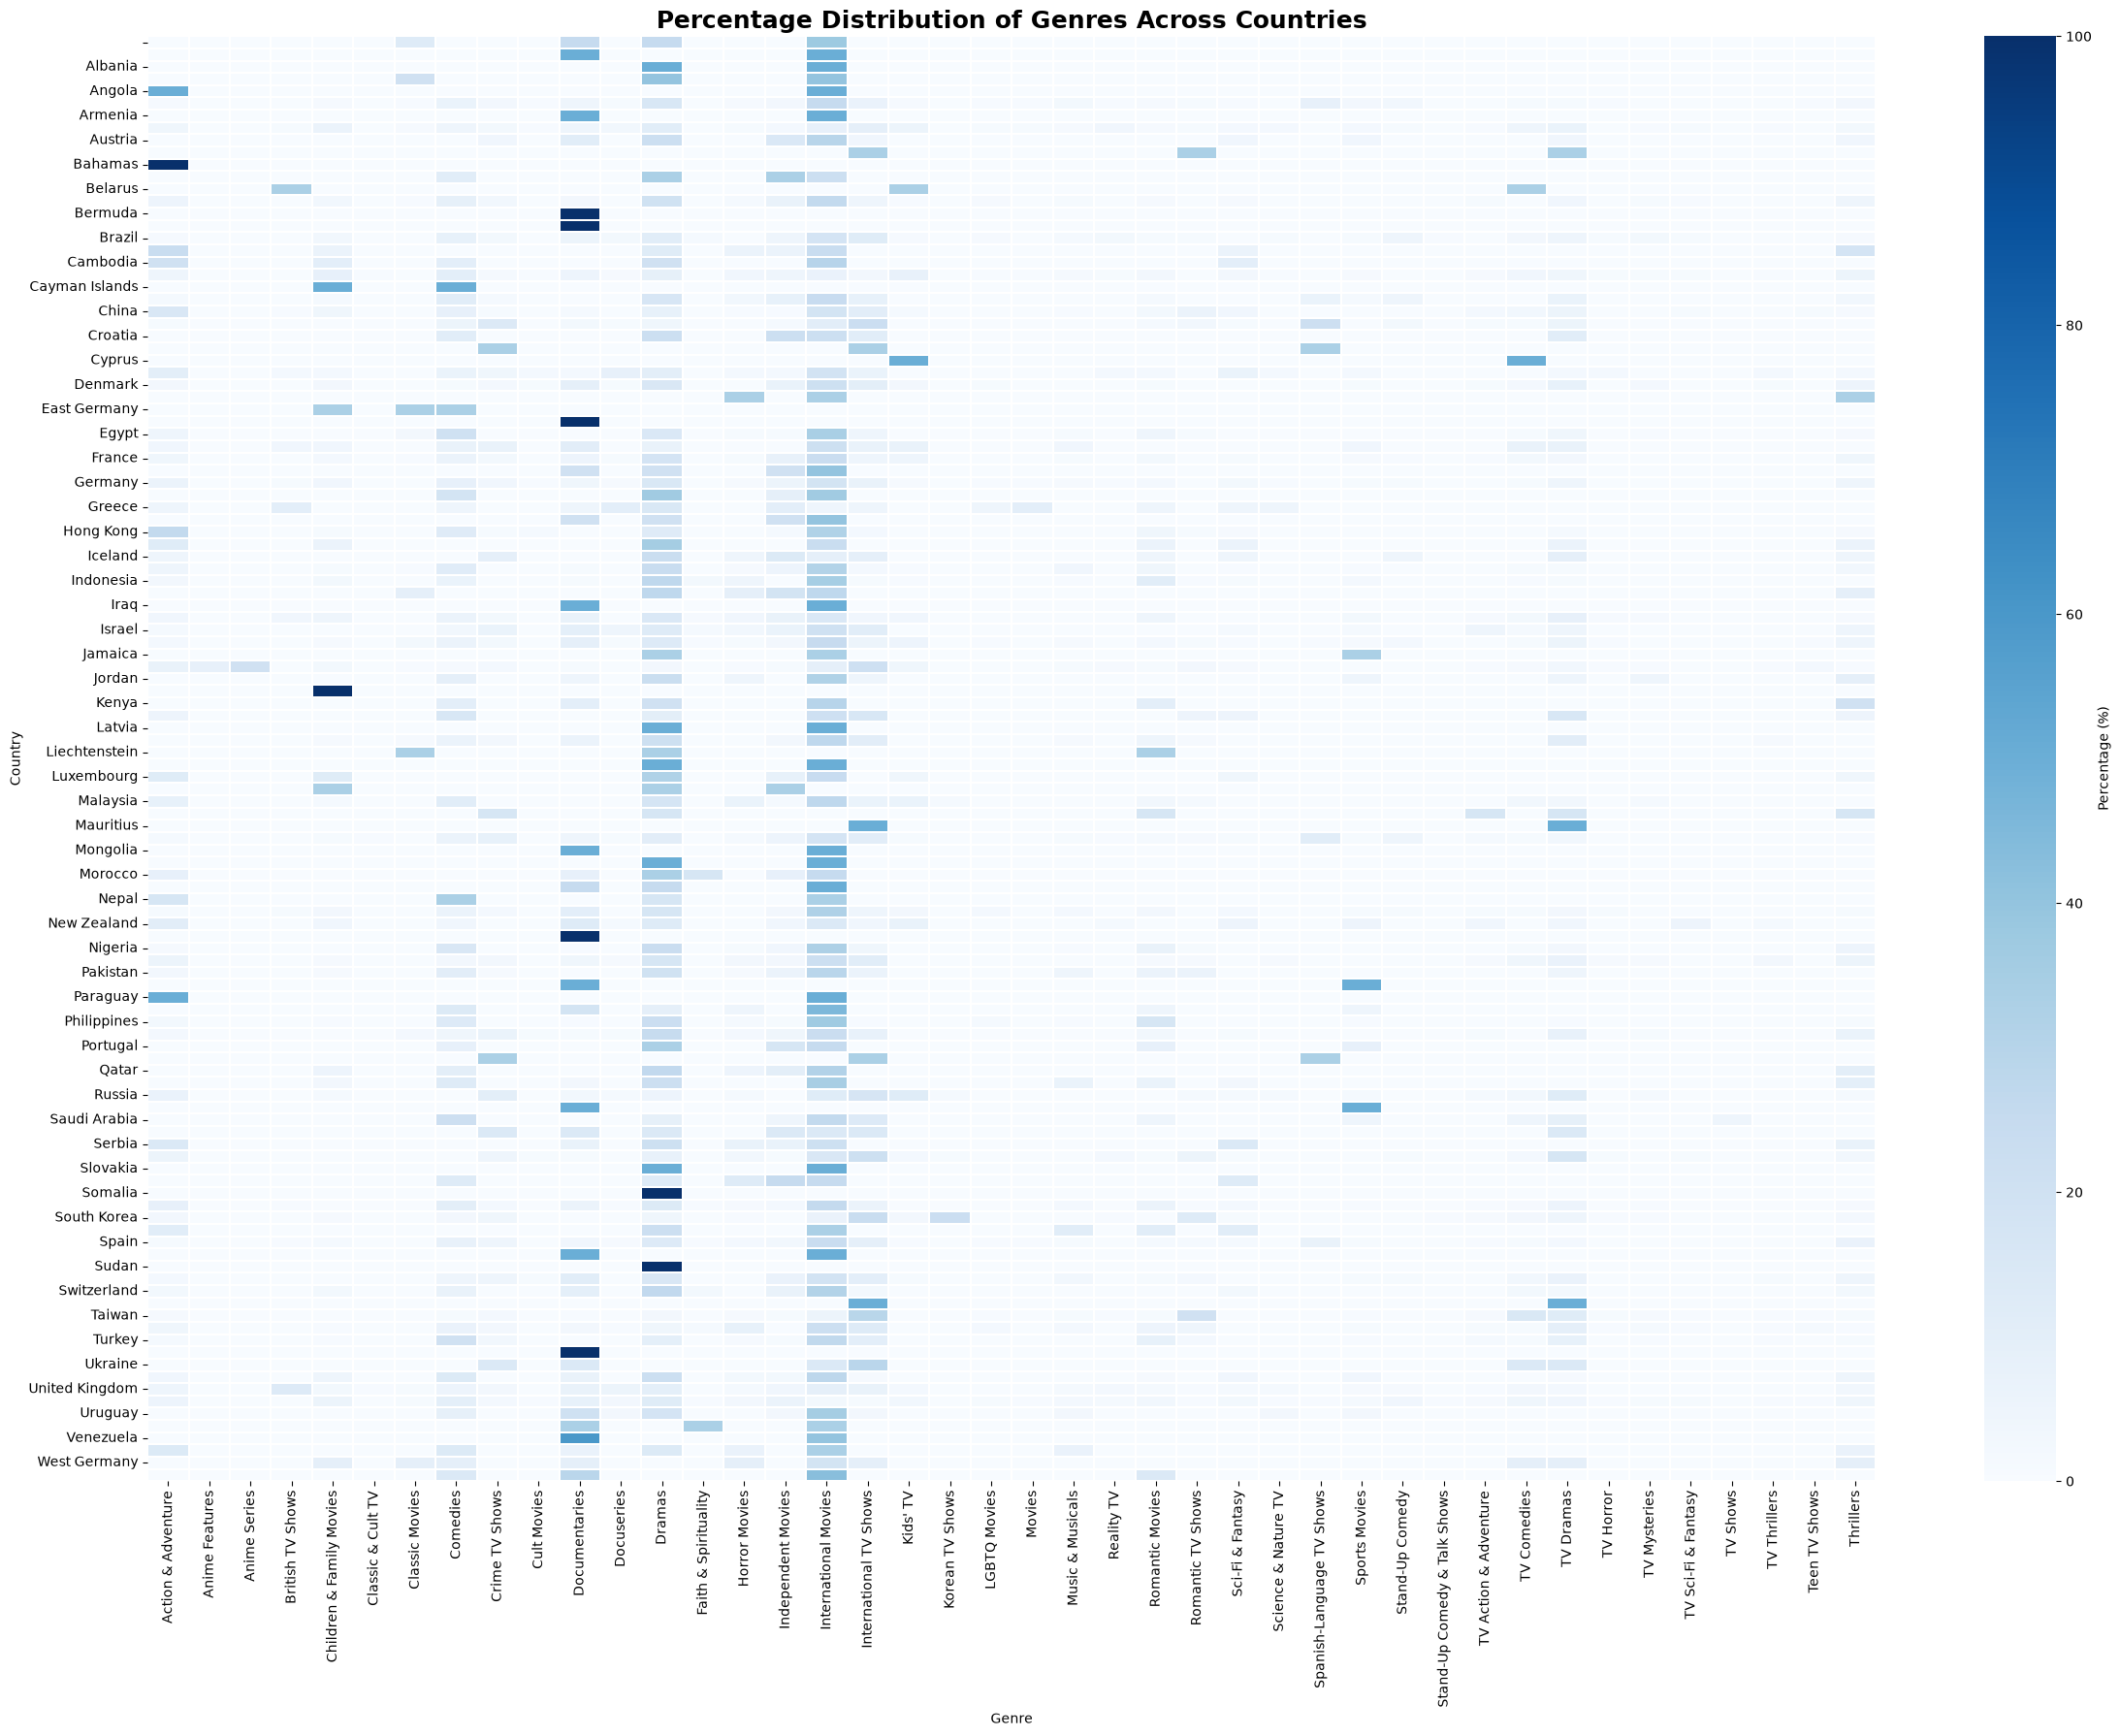 Percentage Distribution of Genres Across Countries
Country
Albania
Angola
Armenia
Austria
Bahamas
Belarus
Bermuda
Brazil
Cambodia
Cayman Islands
China
Croatia
Cyprus
Denmark
East Germany
Egypt
France
Germany
Greece
Hong Kong
Iceland
Indonesia
Iraq
Israel
Jamaica
Jordan
Kenya
Latvia
Liechtenstein
Luxembourg
Malaysia
Mauritius
Mongolia
Morocco
Nepal
New Zealand
Nigeria
Pakistan
Paraguay
Philippines
Portugal
Qatar
Russia
Saudi Arabia
Serbia
Slovakia
Somalia
South Korea
Spain
Sudan
Switzerland
Taiwan
Turkey
Ukraine
United Kingdom
Uruguay
Venezuela
West Germany
Action & Adventure
Anime Features
Anime Series
British TV Shows
Children & Family Movies
Classic & Cult TV
Classic Movies
Comedies
Crime TV Shows
Cult Movies
Documentaries
Docuseries
Dramas
Faith & Spirituality
Horror Movies
Independent Movies
International Movies
International TV Shows
Kids' TV
Korean TV Shows
LGBTQ Movies
Movies
Music & Musicals
Reality TV
Romantic Movies
Romantic TV Shows
Sci-Fi & Fantasy
Science & Nature TV
Spanish-Language TV Shows
Sports Movies
Stand-Up Comedy
Stand-Up Comedy & Talk Shows
TV Action & Adventure
TV Comedies
TV Dramas
TV Horror
TV Mysteries
TV Sci-Fi & Fantasy
TV Shows
TV Thrillers
Teen TV Shows
Thrillers
Genre
100
80
60
40
20
0
Percentage (%)